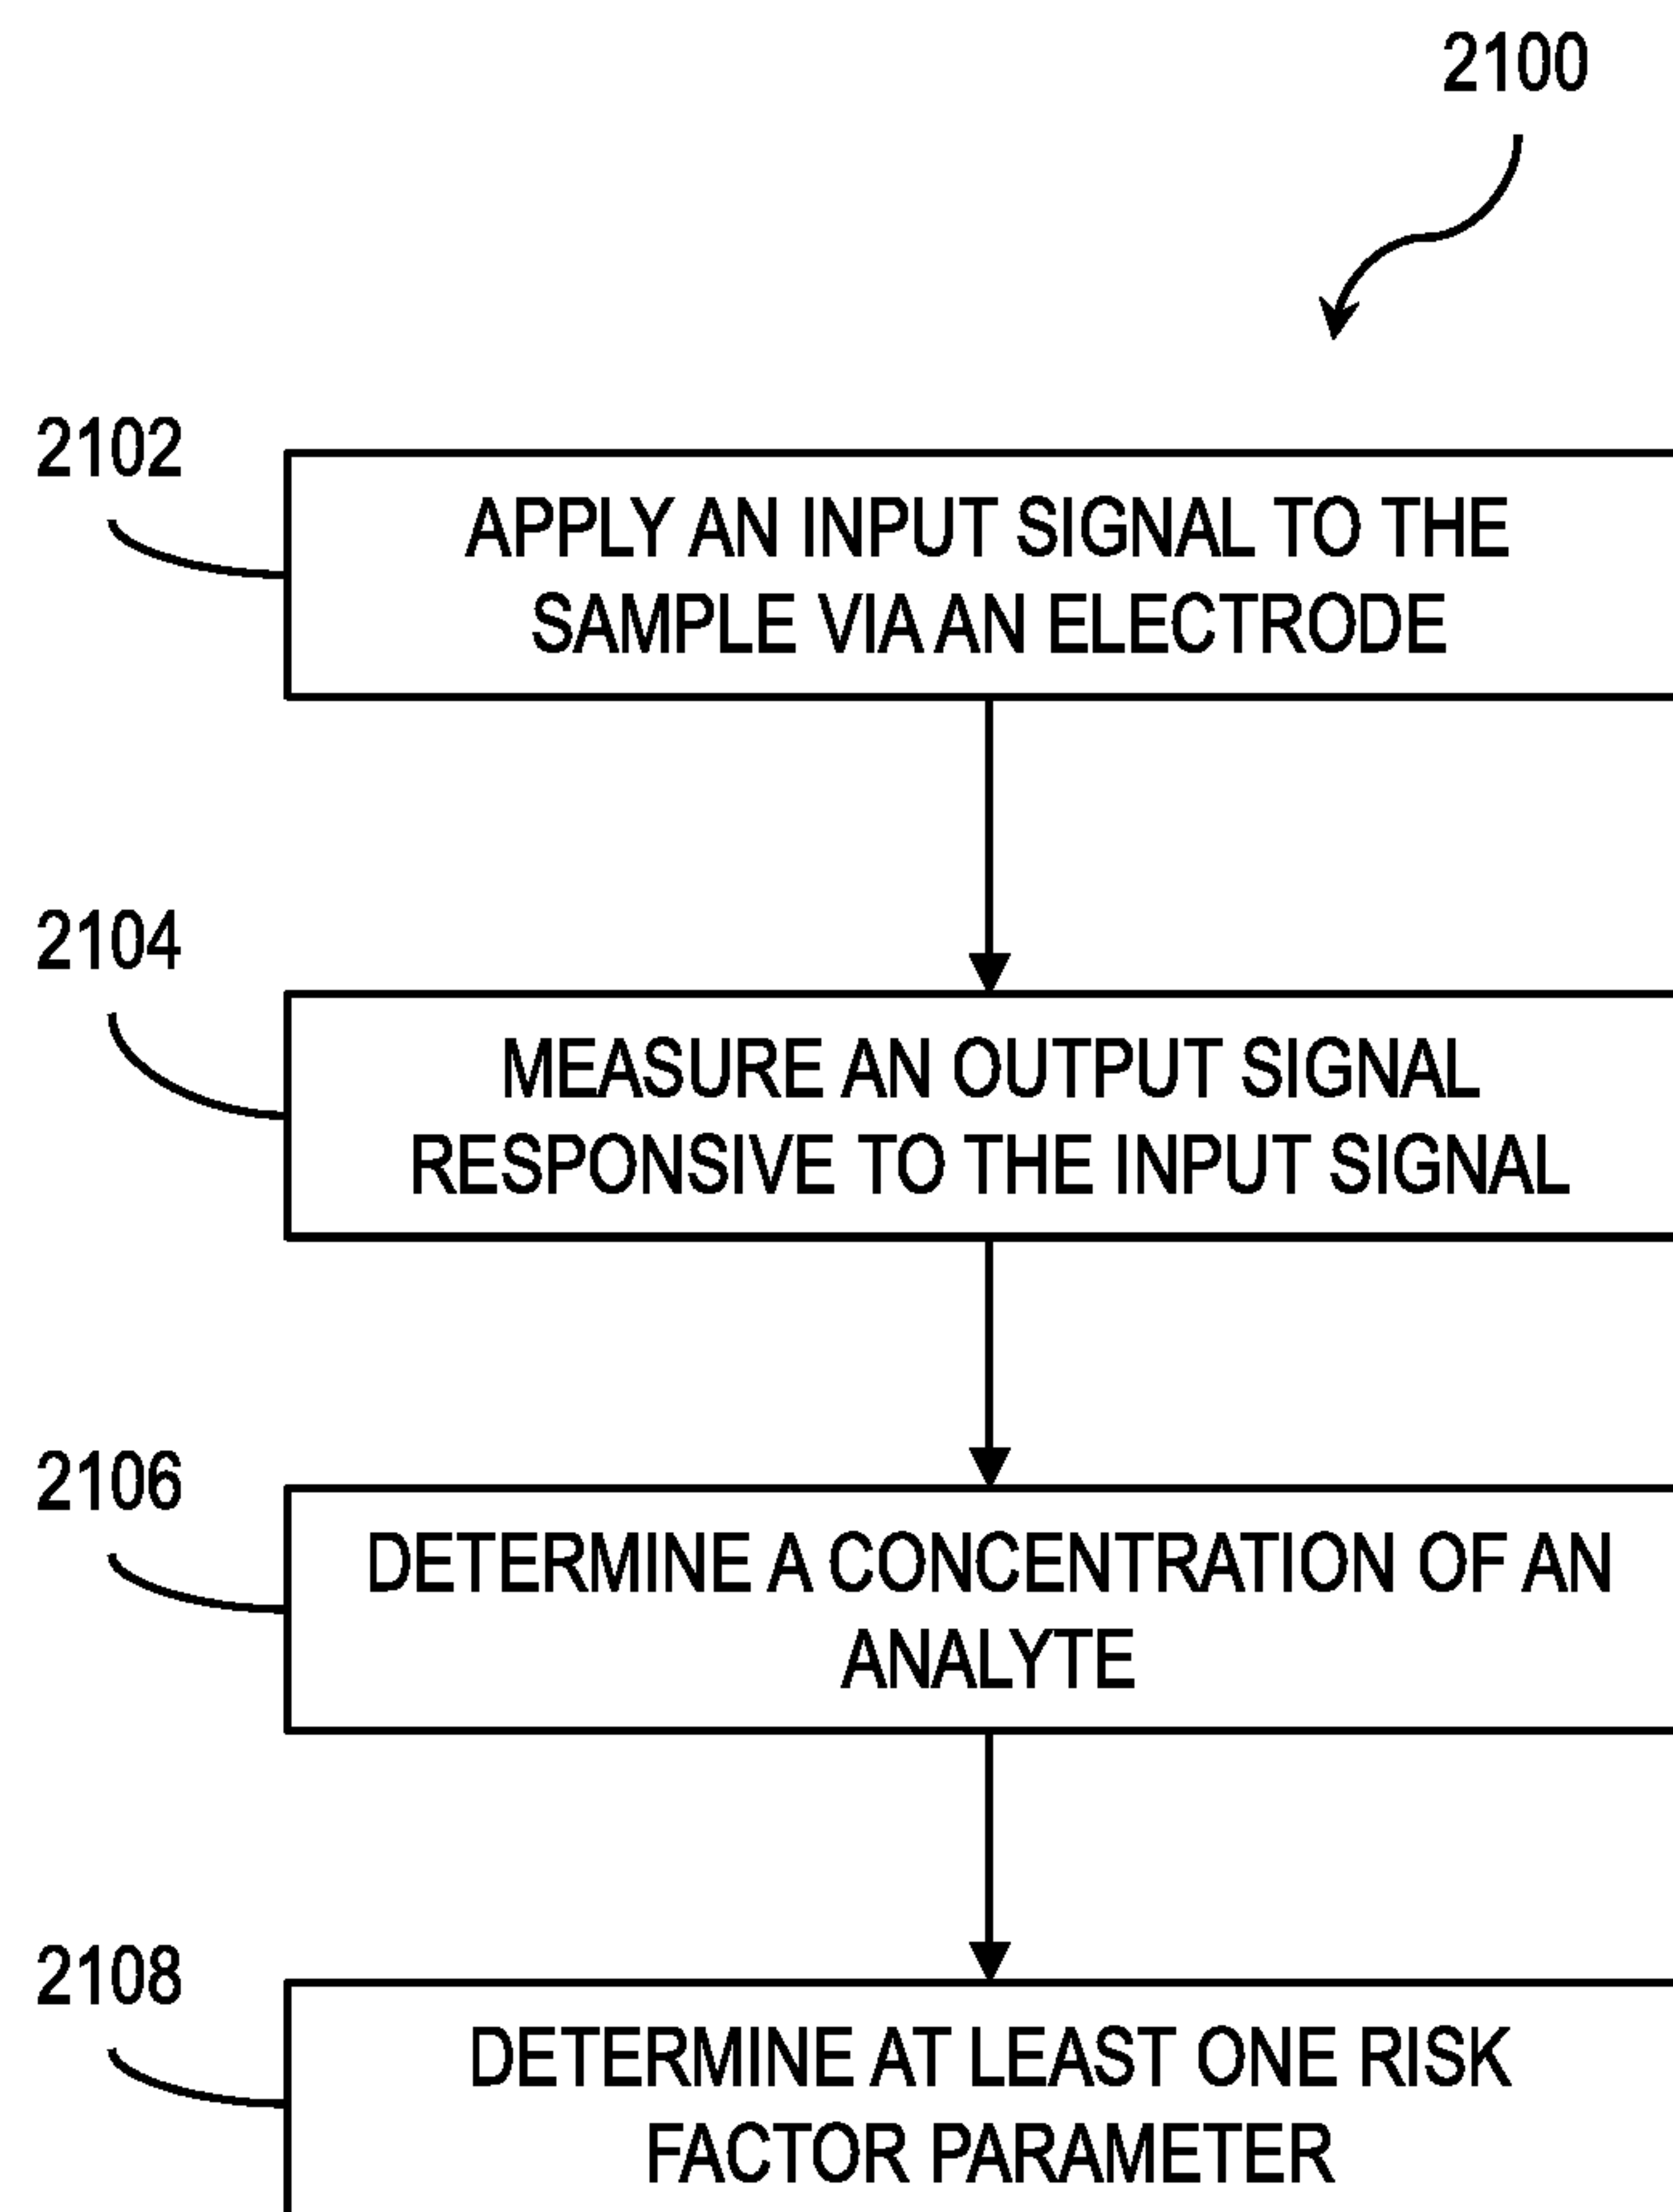 2100
2102
APPLY AN INPUT SIGNAL TO THE
SAMPLE VIA AN ELECTRODE
2104
MEASURE AN OUTPUT SIGNAL
RESPONSIVE TO THE INPUT SIGNAL
2106
DETERMINE A CONCENTRATION OF AN
ANALYTE
2108
DETERMINE AT LEAST ONE RISK
FACTOR PARAMETER